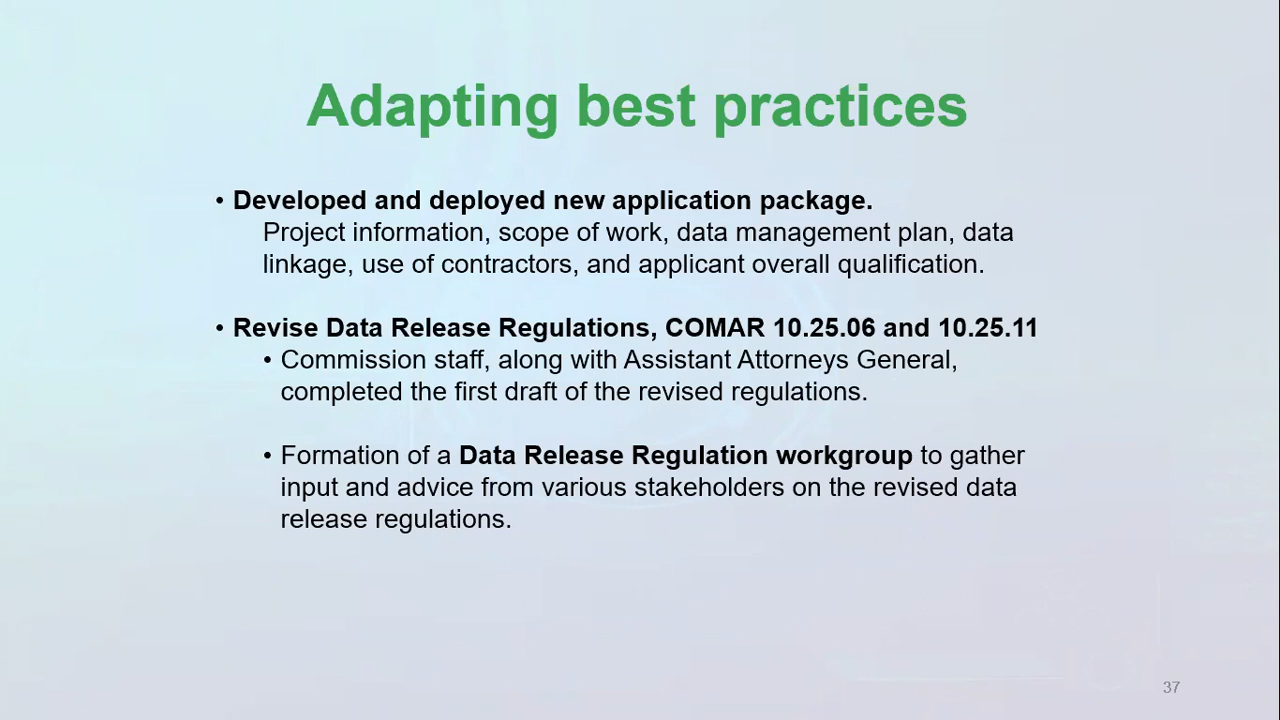 Adapting best practices
• Developed and deployed new application package.
Project information, scope of work, data management plan, data
linkage, use of contractors, and applicant overall qualification.
• Revise Data Release Regulations, COMAR 10.25.06 and 10.25.11
• Commission staff, along with Assistant Attorneys General,
completed the first draft of the revised regulations.
• Formation of a Data Release Regulation workgroup to gather
input and advice from various stakeholders on the revised data
release regulations.
37